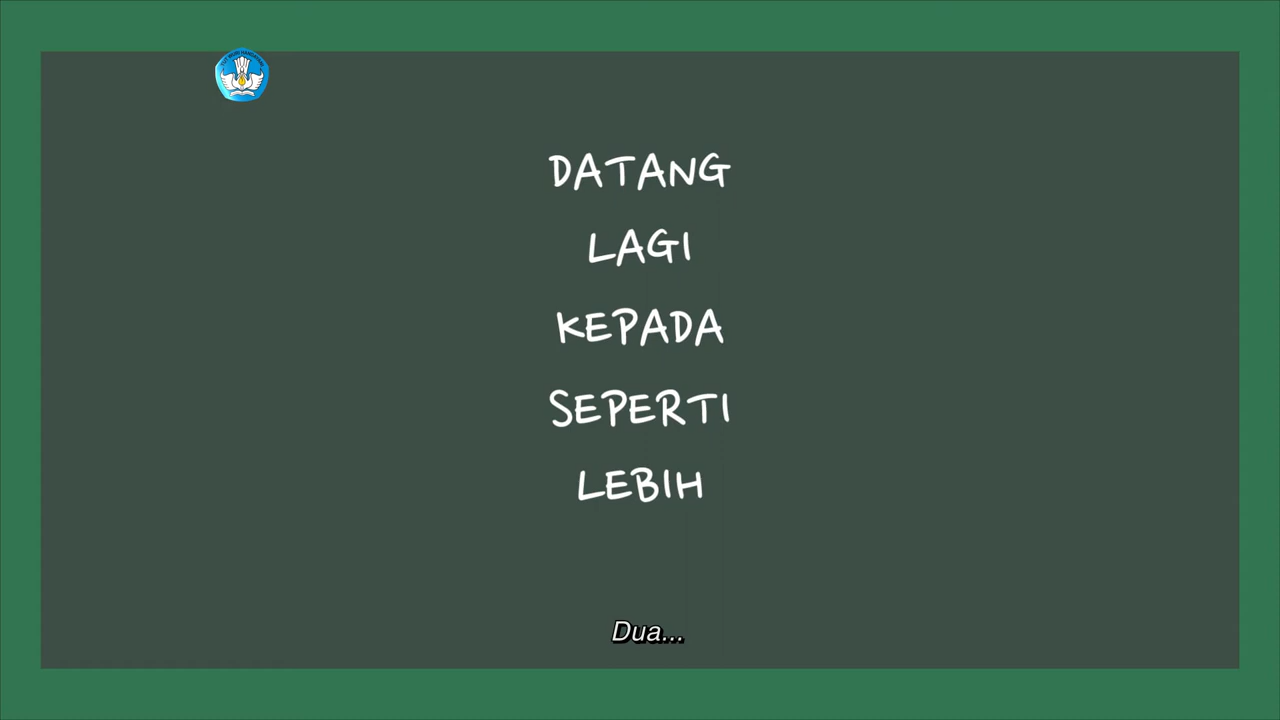 DATANG
LAGI
KEPADA
SEPERTI
LEBIH
Dua...